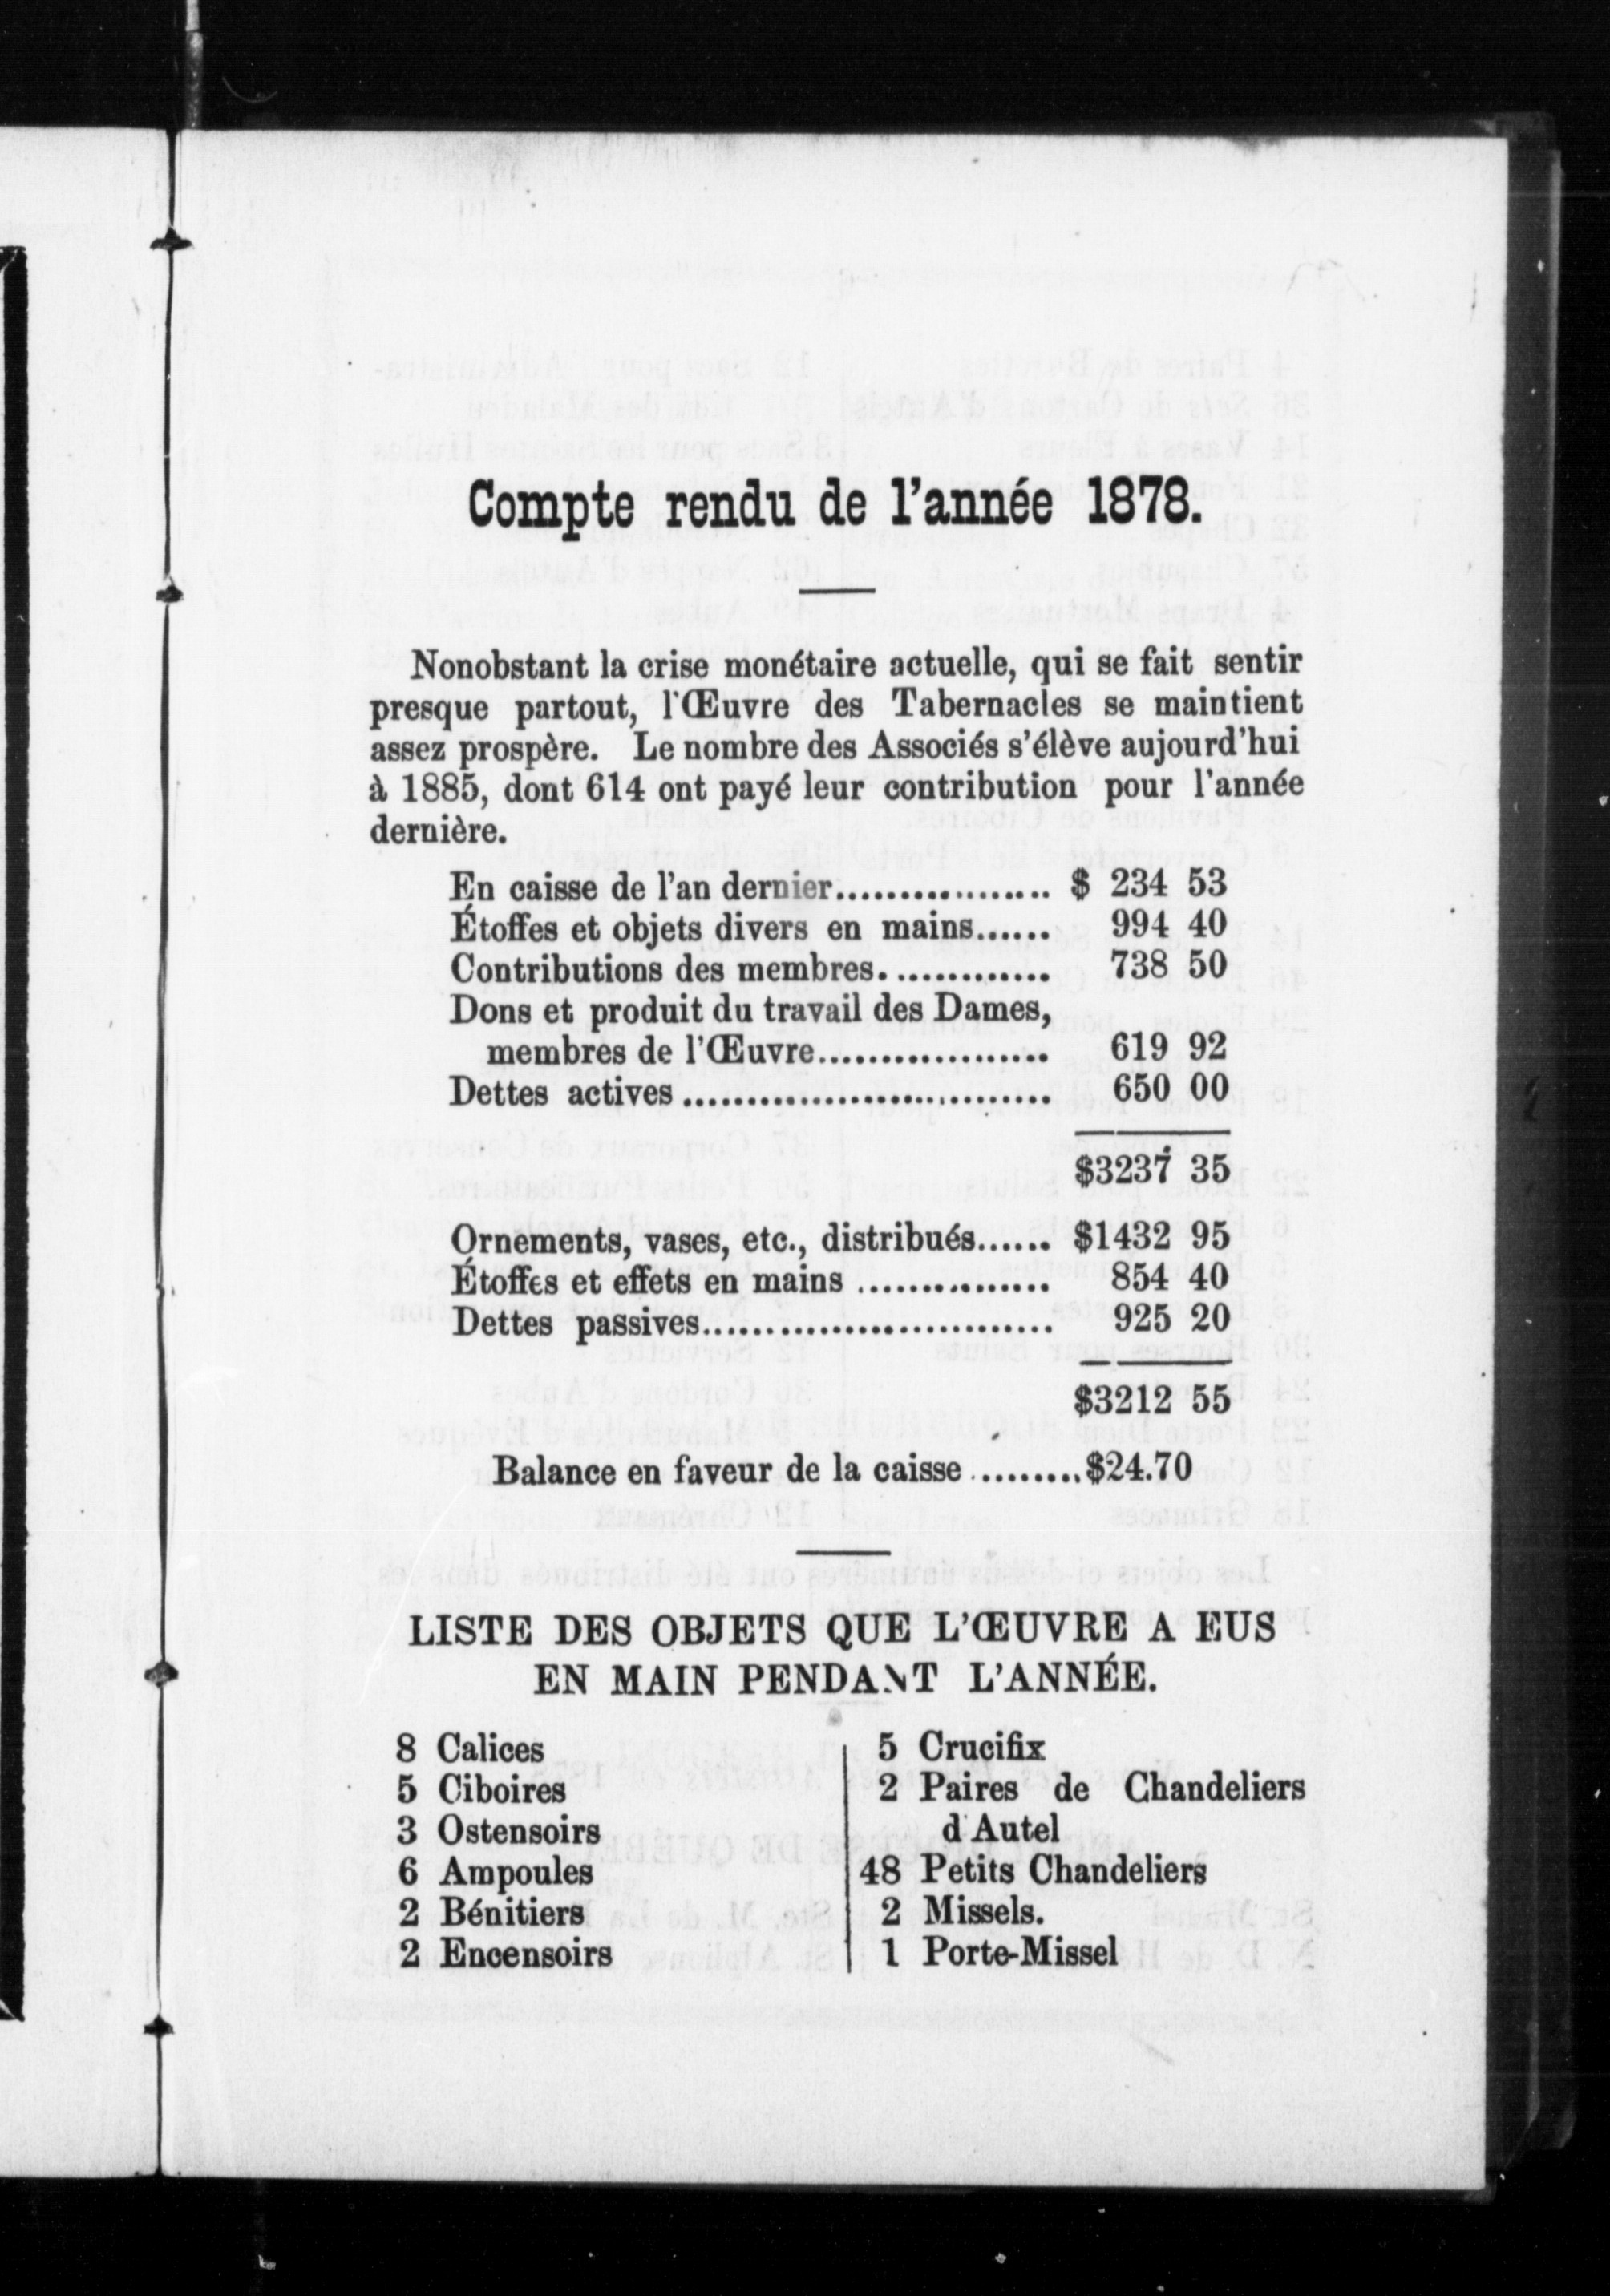 Compte rendu de l'année 1878.
Nonobstant la crise monétaire actuelle, qui se fait sentir
presque partout, l'Œuvre des Tabernacles se maintient
assez prospère. Le nombre des Associés s'élève aujourd'hui
à 1885, dont 614 ont payé leur contribution pour l'année
dernière.
En caisse de l'an dernier................. $ 234 53
Étoffes et objets divers en mains...... 994 40
Contributions des membres.............. 738 50
Dons et produit du travail des Dames,
membres de l'Œuvre.................. 619 92
Dettes actives ............................. 650 00
$3237 35
Ornements, vases, etc., distribués...... $1432 95
Étoffes et effets en mains ............... 854 40
Dettes passives............................ 925 20
$3212 55
Balance en faveur de la caisse .........$24.70
LISTE DES OBJETS QUE L'ŒUVRE A EUS
EN MAIN PENDANT L'ANNÉE.
8 Calices
5 Ciboires
3 Ostensoirs
6 Ampoules
2 Bénitiers
2 Encensoirs
5 Crucifix
2 Paires de Chandeliers
d'Autel
48 Petits Chandeliers
2 Missels.
1 Porte-Missel